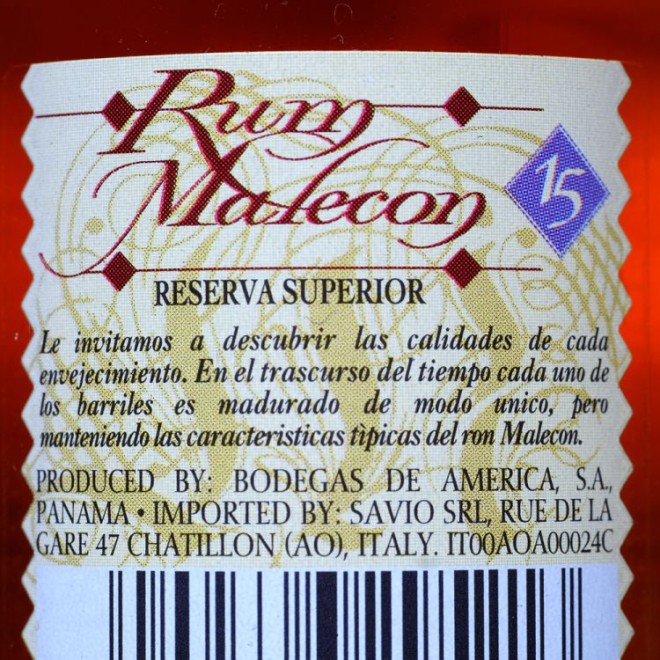 Rum
Malecon
15
RESERVA SUPERIOR
Le invitamos a descubrir las calidades de cada
envejecimiento. En el trascurso del tiempo cada uno de
los barriles es madurado de modo unico, pero
manteniendo las caracteristicas tìpicas del ron Malecon.
PRODUCED BY: BODEGAS DE AMERICA, S.A.,
PANAMA • IMPORTED BY: SAVIO SRL, RUE DE LA
GARE 47 CHATILLON (AO), ITALY. IT00AOA00024C